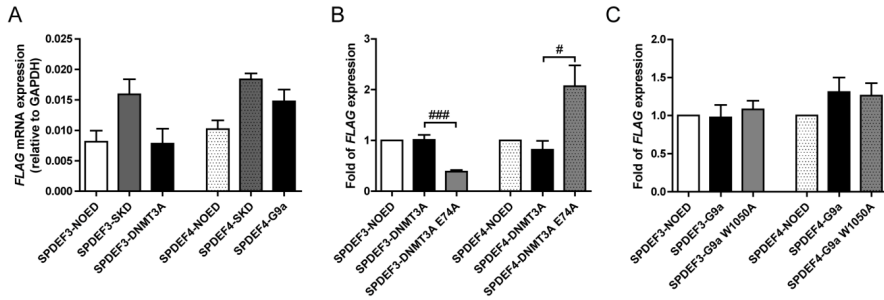 A
FLAG mRNA expression
(relative to GAPDH)
0.025
0.020
0.015
0.010
0.005
0.000
SPDEF3-NOED
SPDEF3-SKD
SPDEF3-DNMT3A
SPDEF4-NOED
SPDEF4-SKD
SPDEF4-G9a
B
Fold of FLAG expression
3
2
1
0
###
#
SPDEF3-NOED
SPDEF3-DNMT3A
SPDEF3-DNMT3A E74A
SPDEF4-NOED
SPDEF4-DNMT3A
SPDEF4-DNMT3A E74A
C
Fold of FLAG expression
2.0
1.5
1.0
0.5
0.0
SPDEF3-NOED
SPDEF3-G9a
SPDEF3-G9a W1050A
SPDEF4-NOED
SPDEF4-G9a
SPDEF4-G9a W1050A